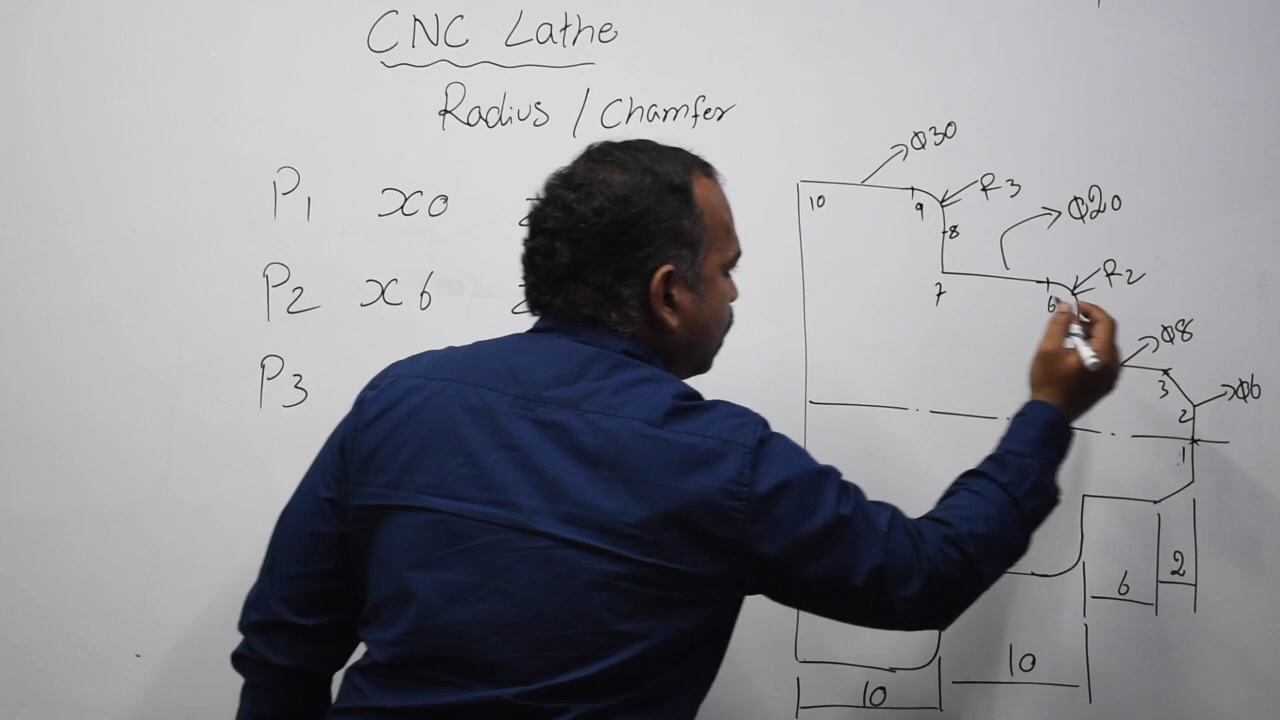 CNC Lathe
Radius / Chamfer
P1 x0
P2 x6
P3
Φ30
10
9
R3
8
Φ20
7
6
R2
Φ8
3
Φ6
2
1
6
2
10
10